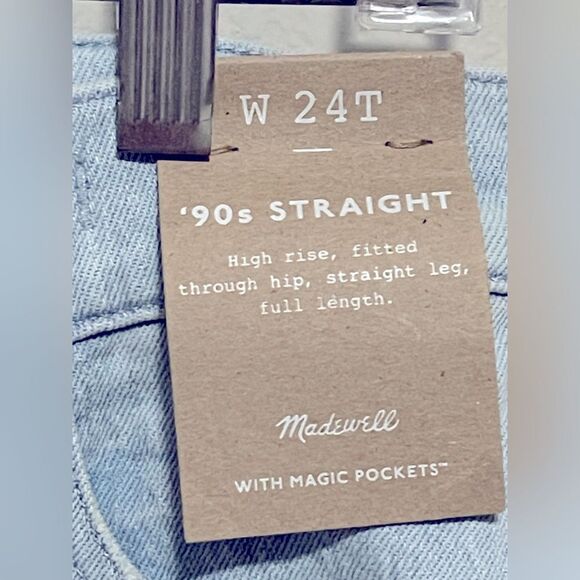 W 24T
'90s STRAIGHT
High rise, fitted
through hip, straight leg,
full length.
Madewell
WITH MAGIC POCKETS™